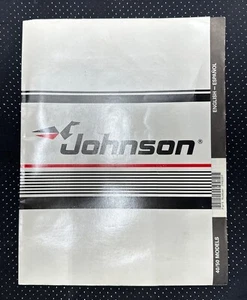 Johnson®
ENGLISH — ESPAÑOL
40/50 MODELS